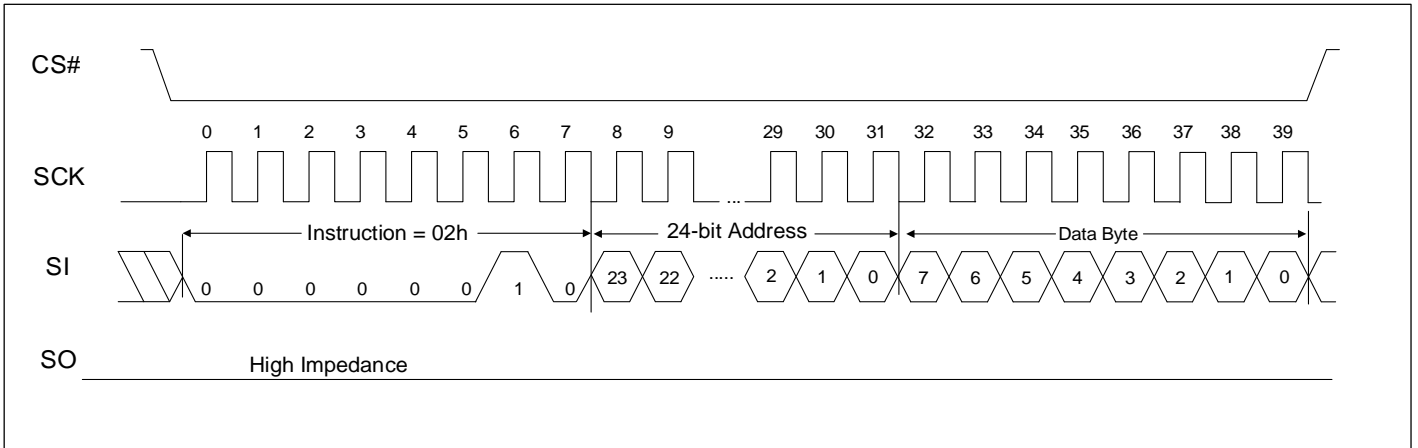 CS#
0 1 2 3 4 5 6 7 8 9 29 30 31 32 33 34 35 36 37 38 39
SCK ...
Instruction = 02h 24-bit Address Data Byte
SI 0 0 0 0 0 0 1 0 23 22 ..... 2 1 0 7 6 5 4 3 2 1 0
SO High Impedance